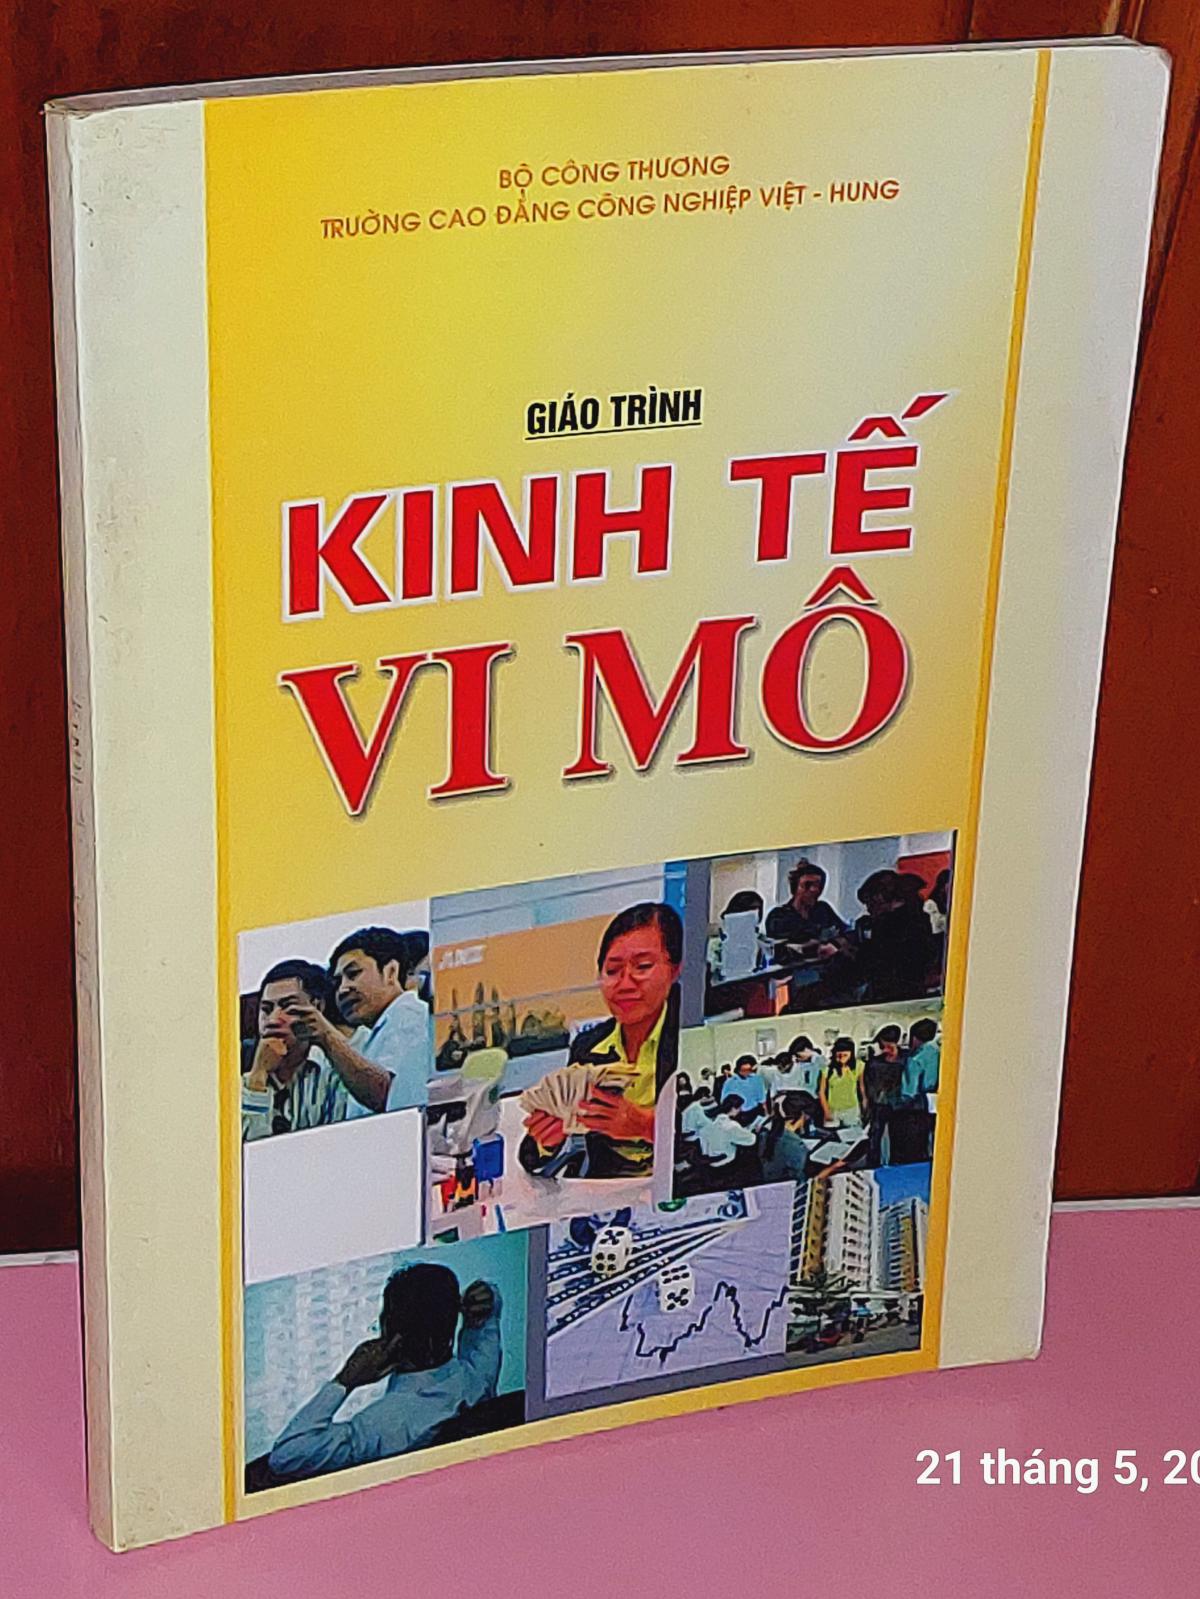 BỘ CÔNG THƯƠNG
TRƯỜNG CAO ĐẲNG CÔNG NGHIỆP VIỆT - HUNG
GIÁO TRÌNH
KINH TẾ
VI MÔ
21 tháng 5, 20